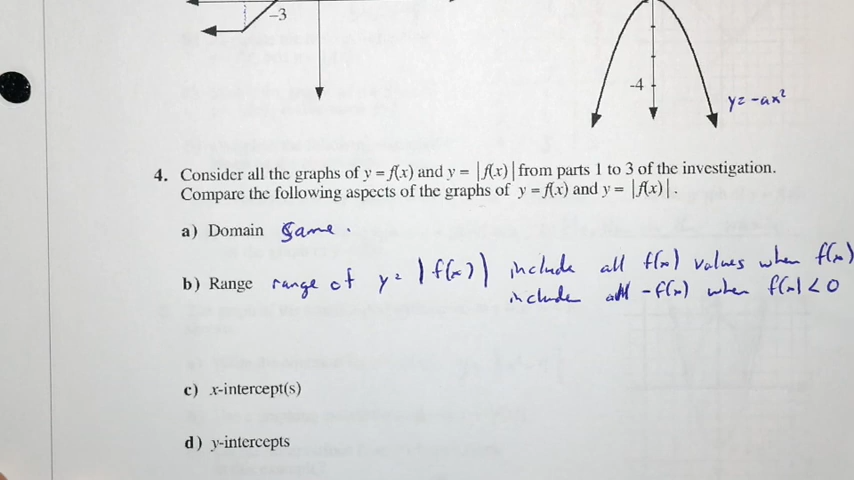 -3
-4
y = -ax²
4. Consider all the graphs of y = f(x) and y = |f(x)| from parts 1 to 3 of the investigation.
Compare the following aspects of the graphs of y = f(x) and y = |f(x)|.
a) Domain same.
b) Range range of y = |f(x)| include all f(x) values when f(x)
include all -f(x) when f(x) < 0
c) x-intercept(s)
d) y-intercepts